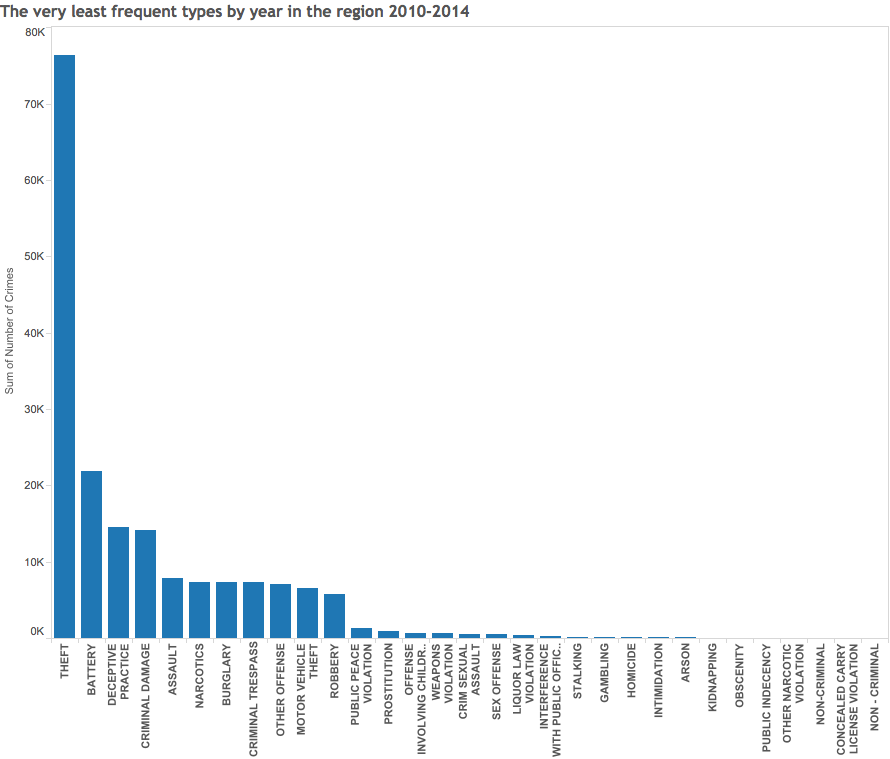 The very least frequent types by year in the region 2010-2014
80K
70K
60K
50K
40K
30K
20K
10K
0K
Sum of Number of Crimes
THEFT
BATTERY
DECEPTIVE
PRACTICE
CRIMINAL DAMAGE
ASSAULT
NARCOTICS
BURGLARY
CRIMINAL TRESPASS
OTHER OFFENSE
MOTOR VEHICLE
THEFT
ROBBERY
PUBLIC PEACE
VIOLATION
PROSTITUTION
OFFENSE
INVOLVING CHILDR..
WEAPONS
VIOLATION
CRIM SEXUAL
ASSAULT
SEX OFFENSE
LIQUOR LAW
VIOLATION
INTERFERENCE
WITH PUBLIC OFFIC..
STALKING
GAMBLING
HOMICIDE
INTIMIDATION
ARSON
KIDNAPPING
OBSCENITY
PUBLIC INDECENCY
OTHER NARCOTIC
VIOLATION
NON-CRIMINAL
CONCEALED CARRY
LICENSE VIOLATION
NON - CRIMINAL